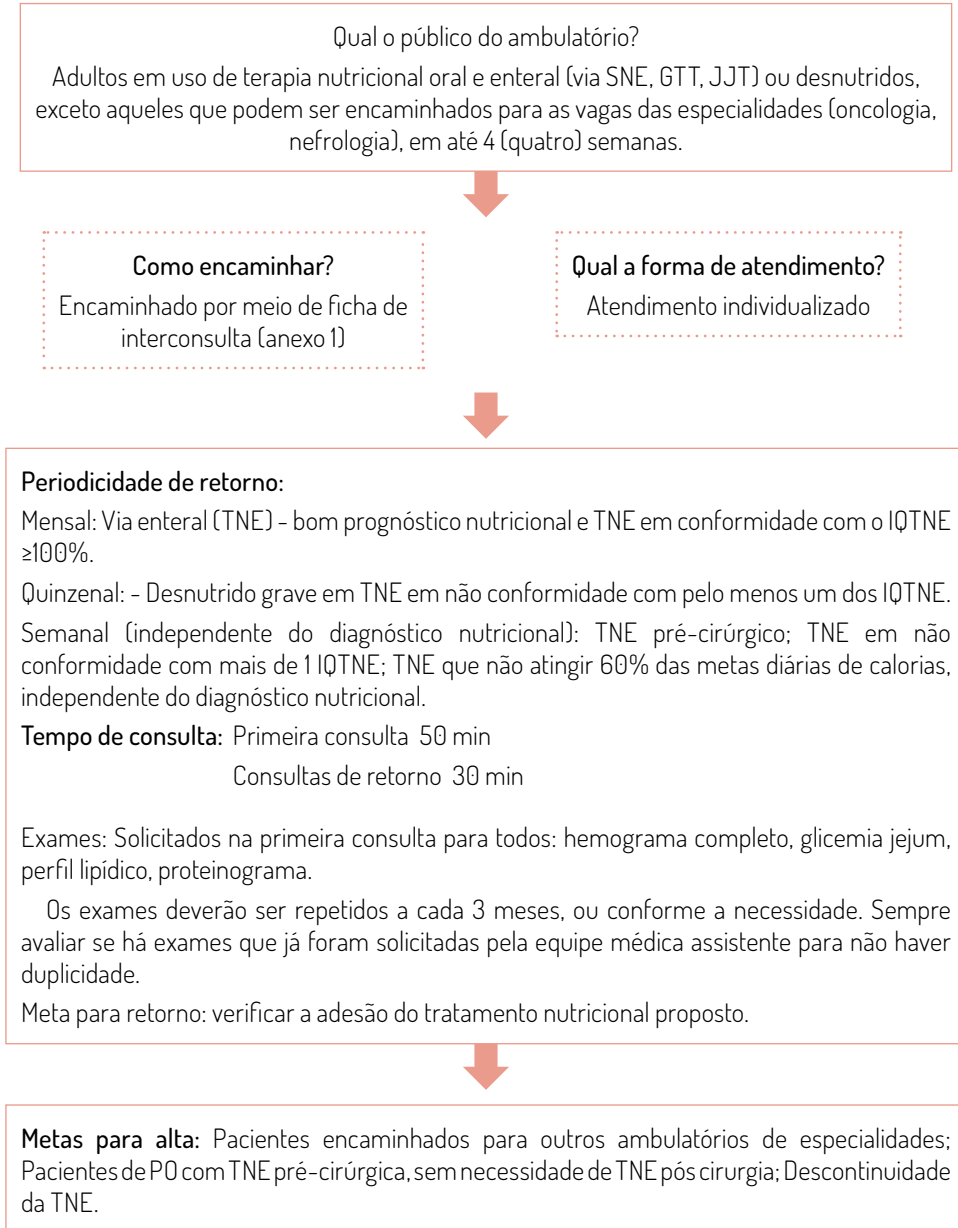 Qual o público do ambulatório?
Adultos em uso de terapia nutricional oral e enteral (via SNE, GTT, JJT) ou desnutridos,
exceto aqueles que podem ser encaminhados para as vagas das especialidades (oncologia,
nefrologia), em até 4 (quatro) semanas.
Como encaminhar?
Encaminhado por meio de ficha de
interconsulta (anexo 1)
Qual a forma de atendimento?
Atendimento individualizado
Periodicidade de retorno:
Mensal: Via enteral (TNE) - bom prognóstico nutricional e TNE em conformidade com o IQTNE
≥100%.
Quinzenal: - Desnutrido grave em TNE em não conformidade com pelo menos um dos IQTNE.
Semanal (independente do diagnóstico nutricional): TNE pré-cirúrgico; TNE em não
conformidade com mais de 1 IQTNE; TNE que não atingir 60% das metas diárias de calorias,
independente do diagnóstico nutricional.
Tempo de consulta: Primeira consulta 50 min
Consultas de retorno 30 min
Exames: Solicitados na primeira consulta para todos: hemograma completo, glicemia jejum,
perfil lipídico, proteinograma.
Os exames deverão ser repetidos a cada 3 meses, ou conforme a necessidade. Sempre
avaliar se há exames que já foram solicitadas pela equipe médica assistente para não haver
duplicidade.
Meta para retorno: verificar a adesão do tratamento nutricional proposto.
Metas para alta: Pacientes encaminhados para outros ambulatórios de especialidades;
Pacientes de PO com TNE pré-cirúrgica, sem necessidade de TNE pós cirurgia; Descontinuidade
da TNE.